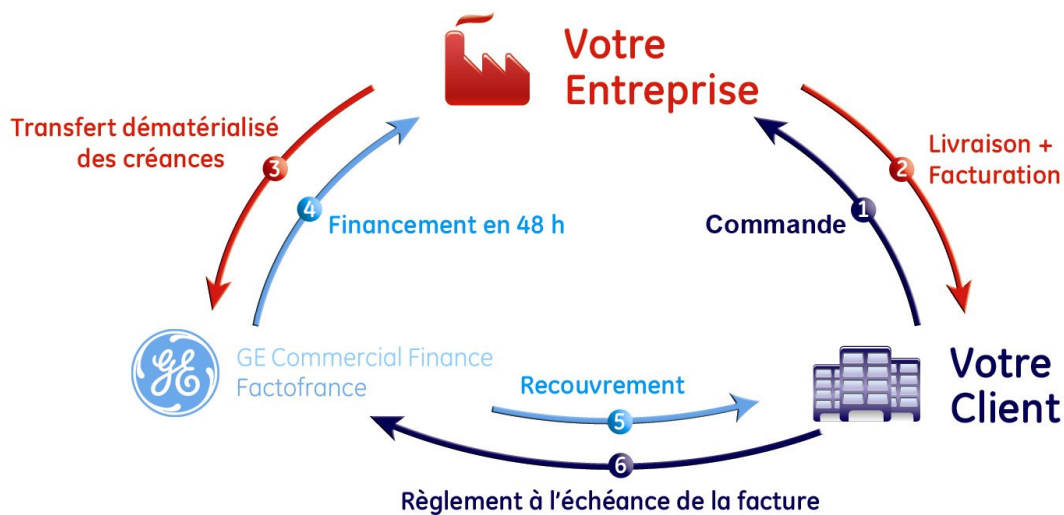 Votre
Entreprise
Transfert dématérialisé
des créances
3
2
Livraison +
Facturation
4
Financement en 48 h
Commande
1
GE
GE Commercial Finance
Factofrance
Votre
Client
Recouvrement
5
6
Règlement à l'échéance de la facture